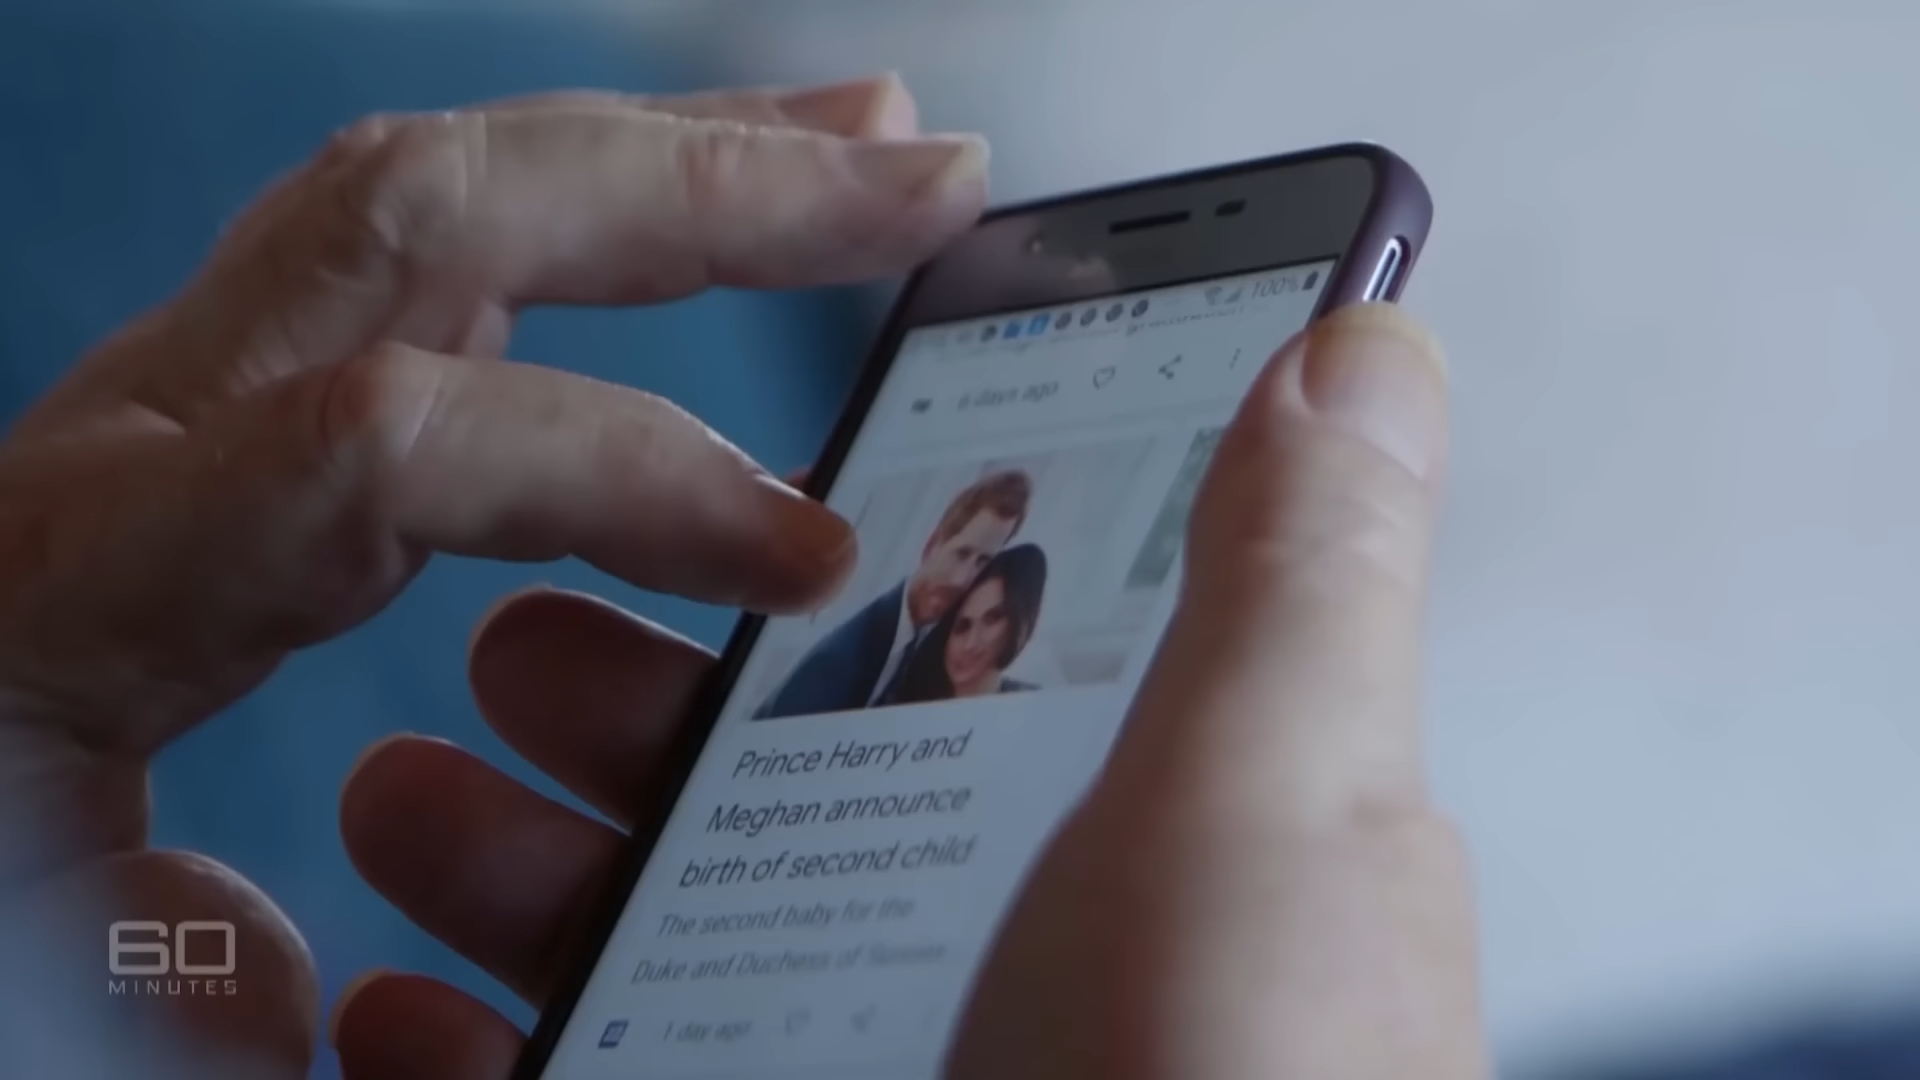 100%
6 days ago
Prince Harry and
Meghan announce
birth of second child
The second baby for the
Duke and Duchess of Sussex
1 day ago
60
MINUTES